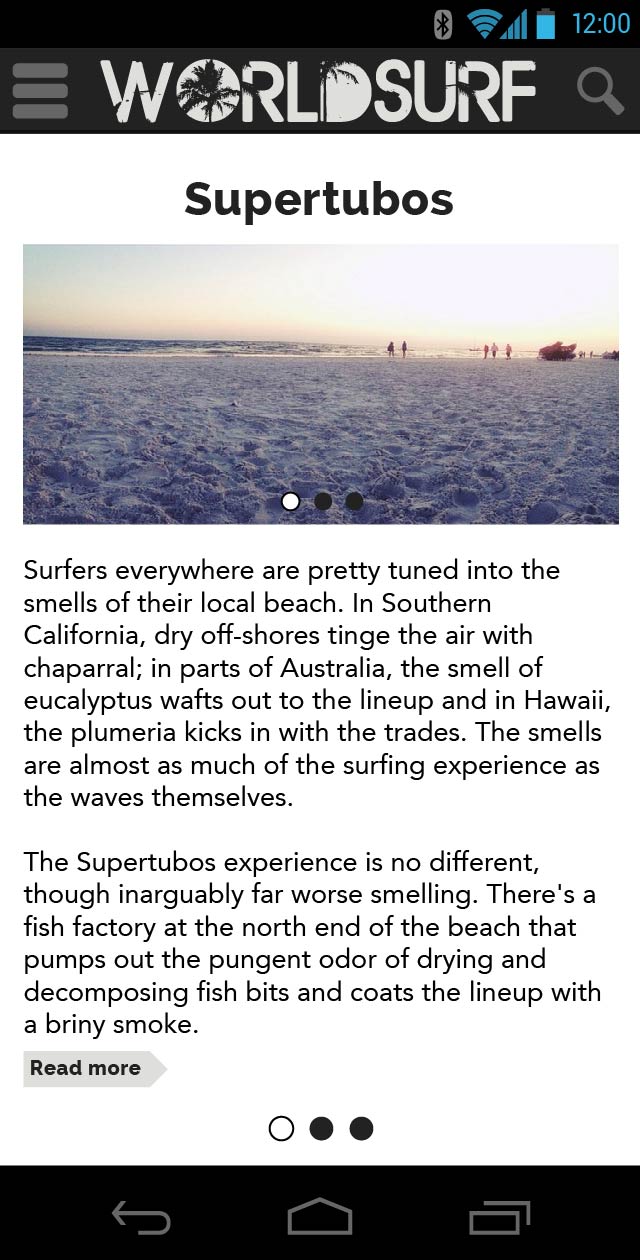 12:00
WORLDSURF
Supertubos
Surfers everywhere are pretty tuned into the
smells of their local beach. In Southern
California, dry off-shores tinge the air with
chaparral; in parts of Australia, the smell of
eucalyptus wafts out to the lineup and in Hawaii,
the plumeria kicks in with the trades. The smells
are almost as much of the surfing experience as
the waves themselves.
The Supertubos experience is no different,
though inarguably far worse smelling. There's a
fish factory at the north end of the beach that
pumps out the pungent odor of drying and
decomposing fish bits and coats the lineup with
a briny smoke.
Read more